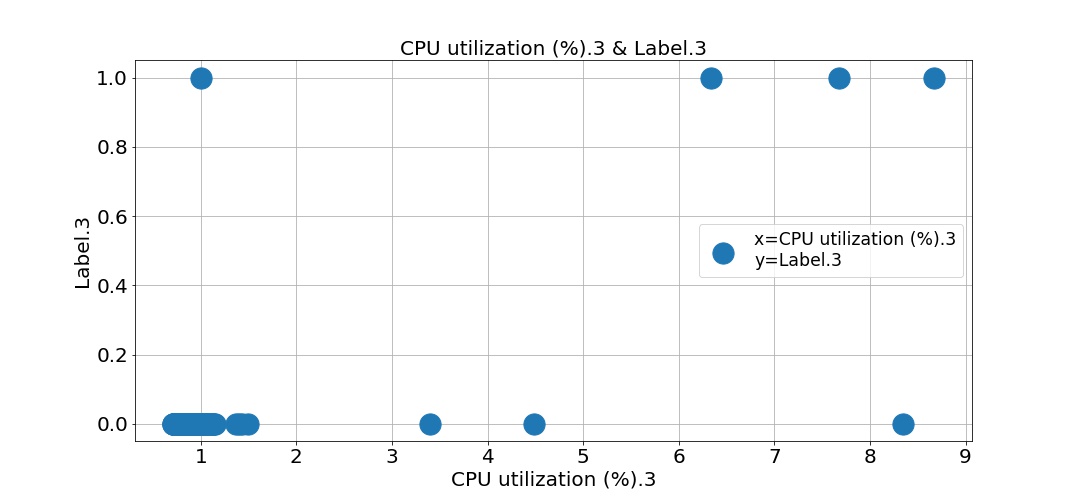 CPU utilization (%).3 & Label.3
1.0
0.8
0.6
0.4
0.2
0.0
Label.3
x=CPU utilization (%).3
y=Label.3
1 2 3 4 5 6 7 8 9
CPU utilization (%).3